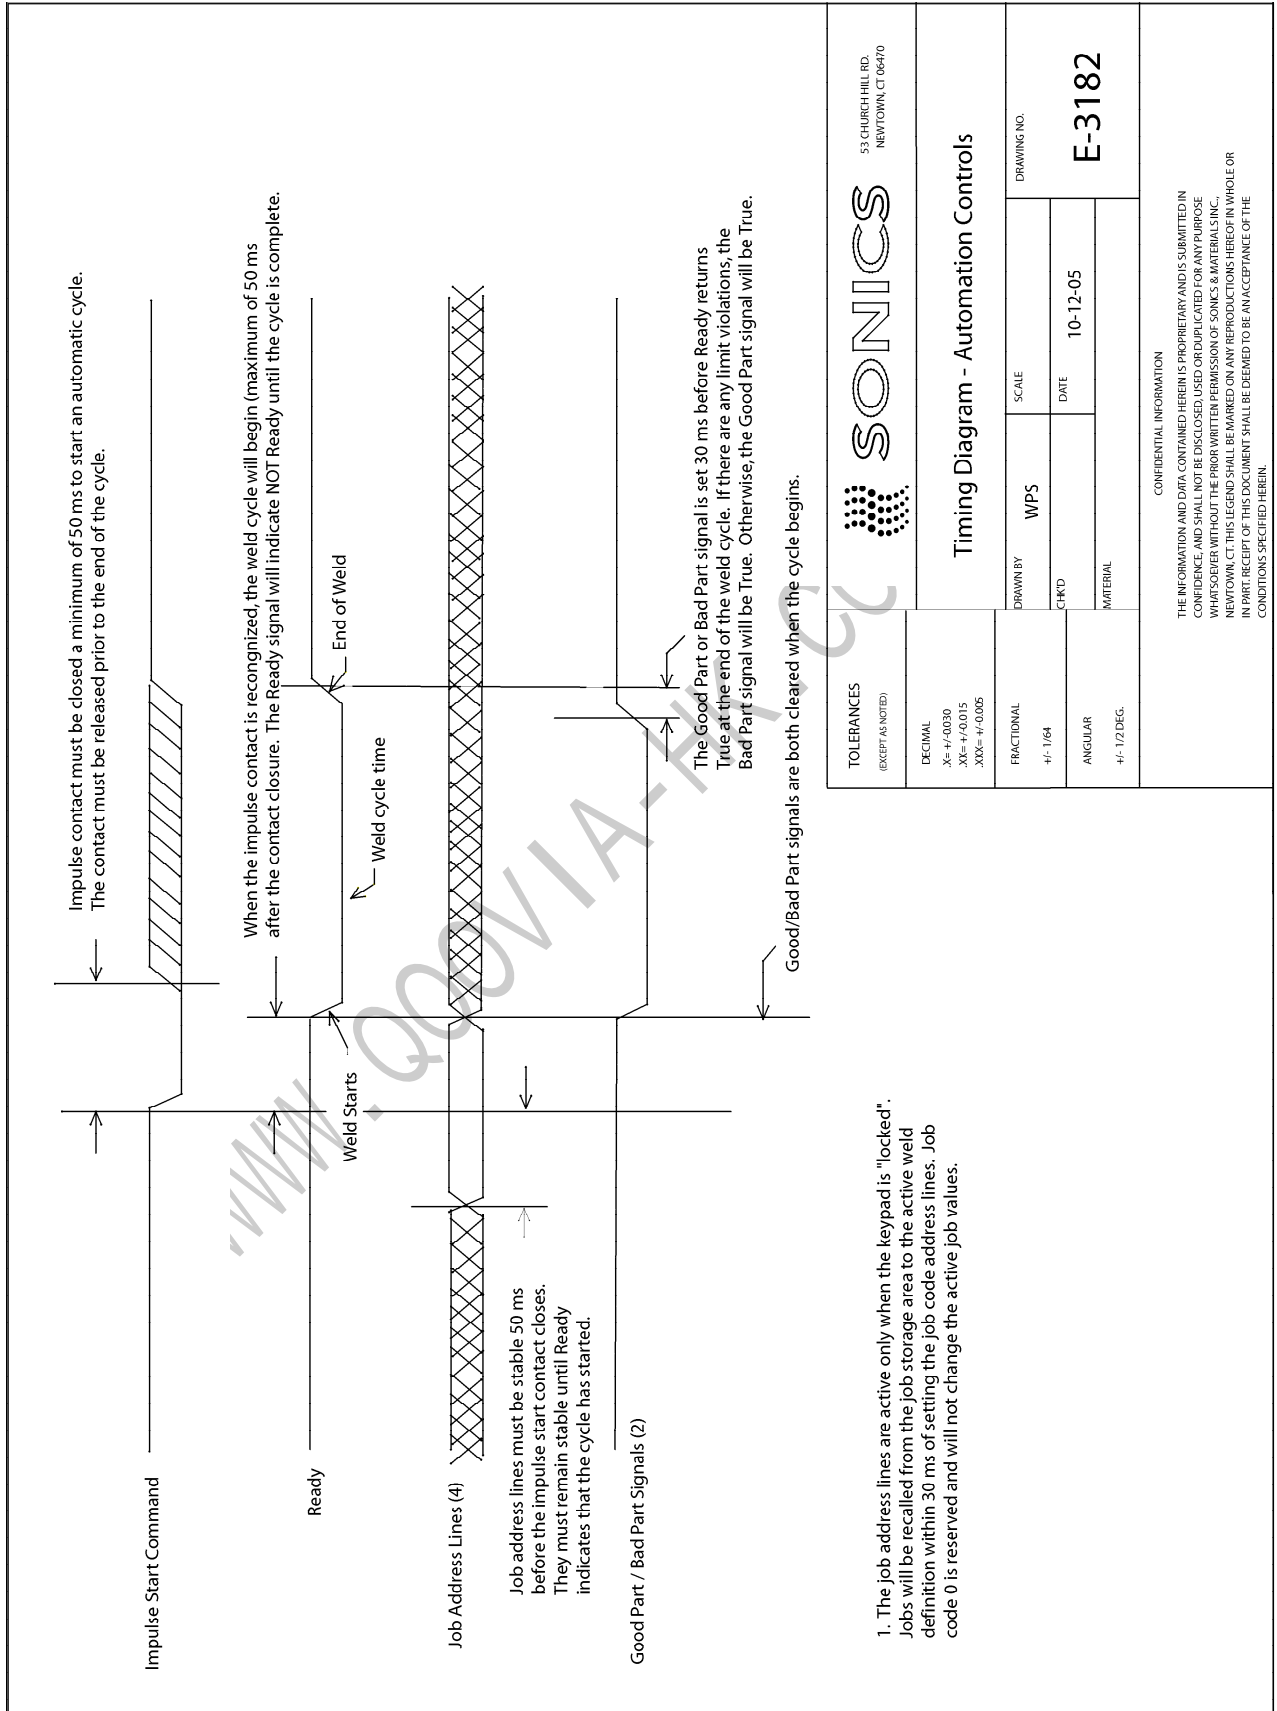 Impulse Start Command
Impulse contact must be closed a minimum of 50 ms to start an automatic cycle.
The contact must be released prior to the end of the cycle.
Ready
When the impulse contact is recongnized, the weld cycle will begin (maximum of 50 ms
after the contact closure. The Ready signal will indicate NOT Ready until the cycle is complete.
Weld Starts
Weld cycle time
End of Weld
Job Address Lines (4)
Job address lines must be stable 50 ms
before the impulse start contact closes.
They must remain stable until Ready
indicates that the cycle has started.
Good Part / Bad Part Signals (2)
The Good Part or Bad Part signal is set 30 ms before Ready returns
True at the end of the weld cycle. If there are any limit violations, the
Bad Part signal will be True. Otherwise, the Good Part signal will be True.
Good/Bad Part signals are both cleared when the cycle begins.
1. The job address lines are active only when the keypad is "locked".
Jobs will be recalled from the job storage area to the active weld
definition within 30 ms of setting the job code address lines. Job
code 0 is reserved and will not change the active job values.
TOLERANCES
(EXCEPT AS NOTED)
DECIMAL
.X= +/-0.030
.XX= +/-0.015
.XXX= +/-0.005
FRACTIONAL
+/- 1/64
ANGULAR
+/- 1/2 DEG.
SONICS
53 CHURCH HILL RD.
NEWTOWN, CT 06470
Timing Diagram - Automation Controls
DRAWN BY
WPS
SCALE
DRAWING NO.
E-3182
CHK'D
DATE
10-12-05
MATERIAL
CONFIDENTIAL INFORMATION
THE INFORMATION AND DATA CONTAINED HEREIN IS PROPRIETARY AND IS SUBMITTED IN
CONFIDENCE, AND SHALL NOT BE DISCLOSED, USED OR DUPLICATED FOR ANY PURPOSE
WHATSOEVER WITHOUT THE PRIOR WRITTEN PERMISSION OF SONICS & MATERIALS INC.,
NEWTOWN, CT. THIS LEGEND SHALL BE MARKED ON ANY REPRODUCTIONS HEREOF IN WHOLE OR
IN PART. RECEIPT OF THIS DOCUMENT SHALL BE DEEMED TO BE AN ACCEPTANCE OF THE
CONDITIONS SPECIFIED HEREIN.
WWW.QOOVIA-HK.CO